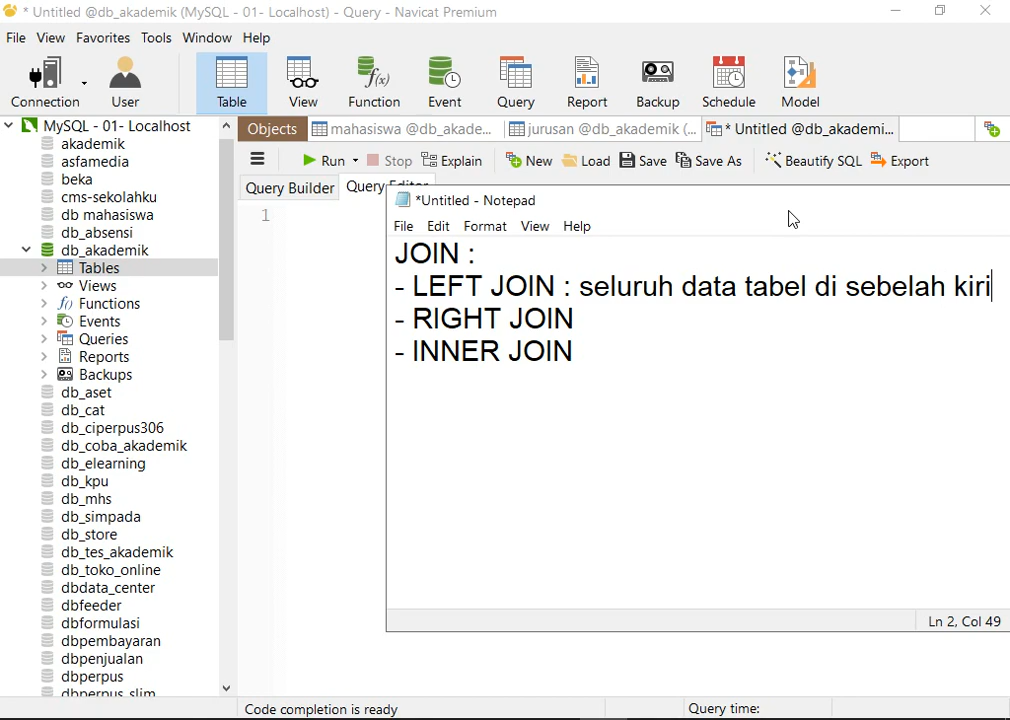 * Untitled @db_akademik (MySQL - 01- Localhost) - Query - Navicat Premium
File View Favorites Tools Window Help
Connection User Table View Function Event Query Report Backup Schedule Model
MySQL - 01- Localhost
akademik
asfamedia
beka
cms-sekolahku
db mahasiswa
db_absensi
db_akademik
Tables
Views
Functions
Events
Queries
Reports
Backups
db_aset
db_cat
db_ciperpus306
db_coba_akademik
db_elearning
db_kpu
db_mhs
db_simpada
db_store
db_tes_akademik
db_toko_online
dbdata_center
dbfeeder
dbformulasi
dbpembayaran
dbpenjualan
dbperpus
dbperpus_slim
Objects mahasiswa @db_akade... jurusan @db_akademik (... * Untitled @db_akademi...
Run Stop Explain New Load Save Save As Beautify SQL Export
Query Builder Query Editor
1
*Untitled - Notepad
File Edit Format View Help
JOIN :
- LEFT JOIN : seluruh data tabel di sebelah kiri
- RIGHT JOIN
- INNER JOIN
Ln 2, Col 49
Code completion is ready Query time: